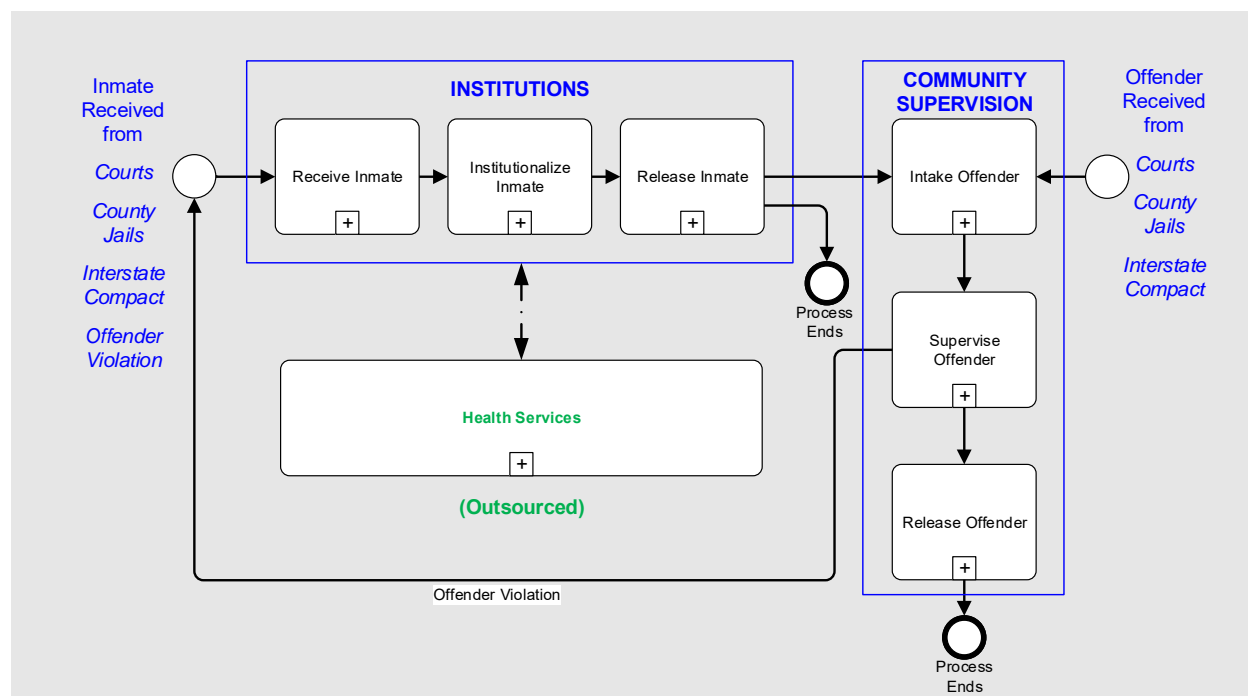 Inmate
Received
from
Courts
County
Jails
Interstate
Compact
Offender
Violation
INSTITUTIONS
Receive Inmate
+
Institutionalize
Inmate
+
Release Inmate
+
Process
Ends
Health Services
+
(Outsourced)
Offender Violation
COMMUNITY
SUPERVISION
Intake Offender
+
Supervise
Offender
+
Release Offender
+
Process
Ends
Offender
Received
from
Courts
County
Jails
Interstate
Compact